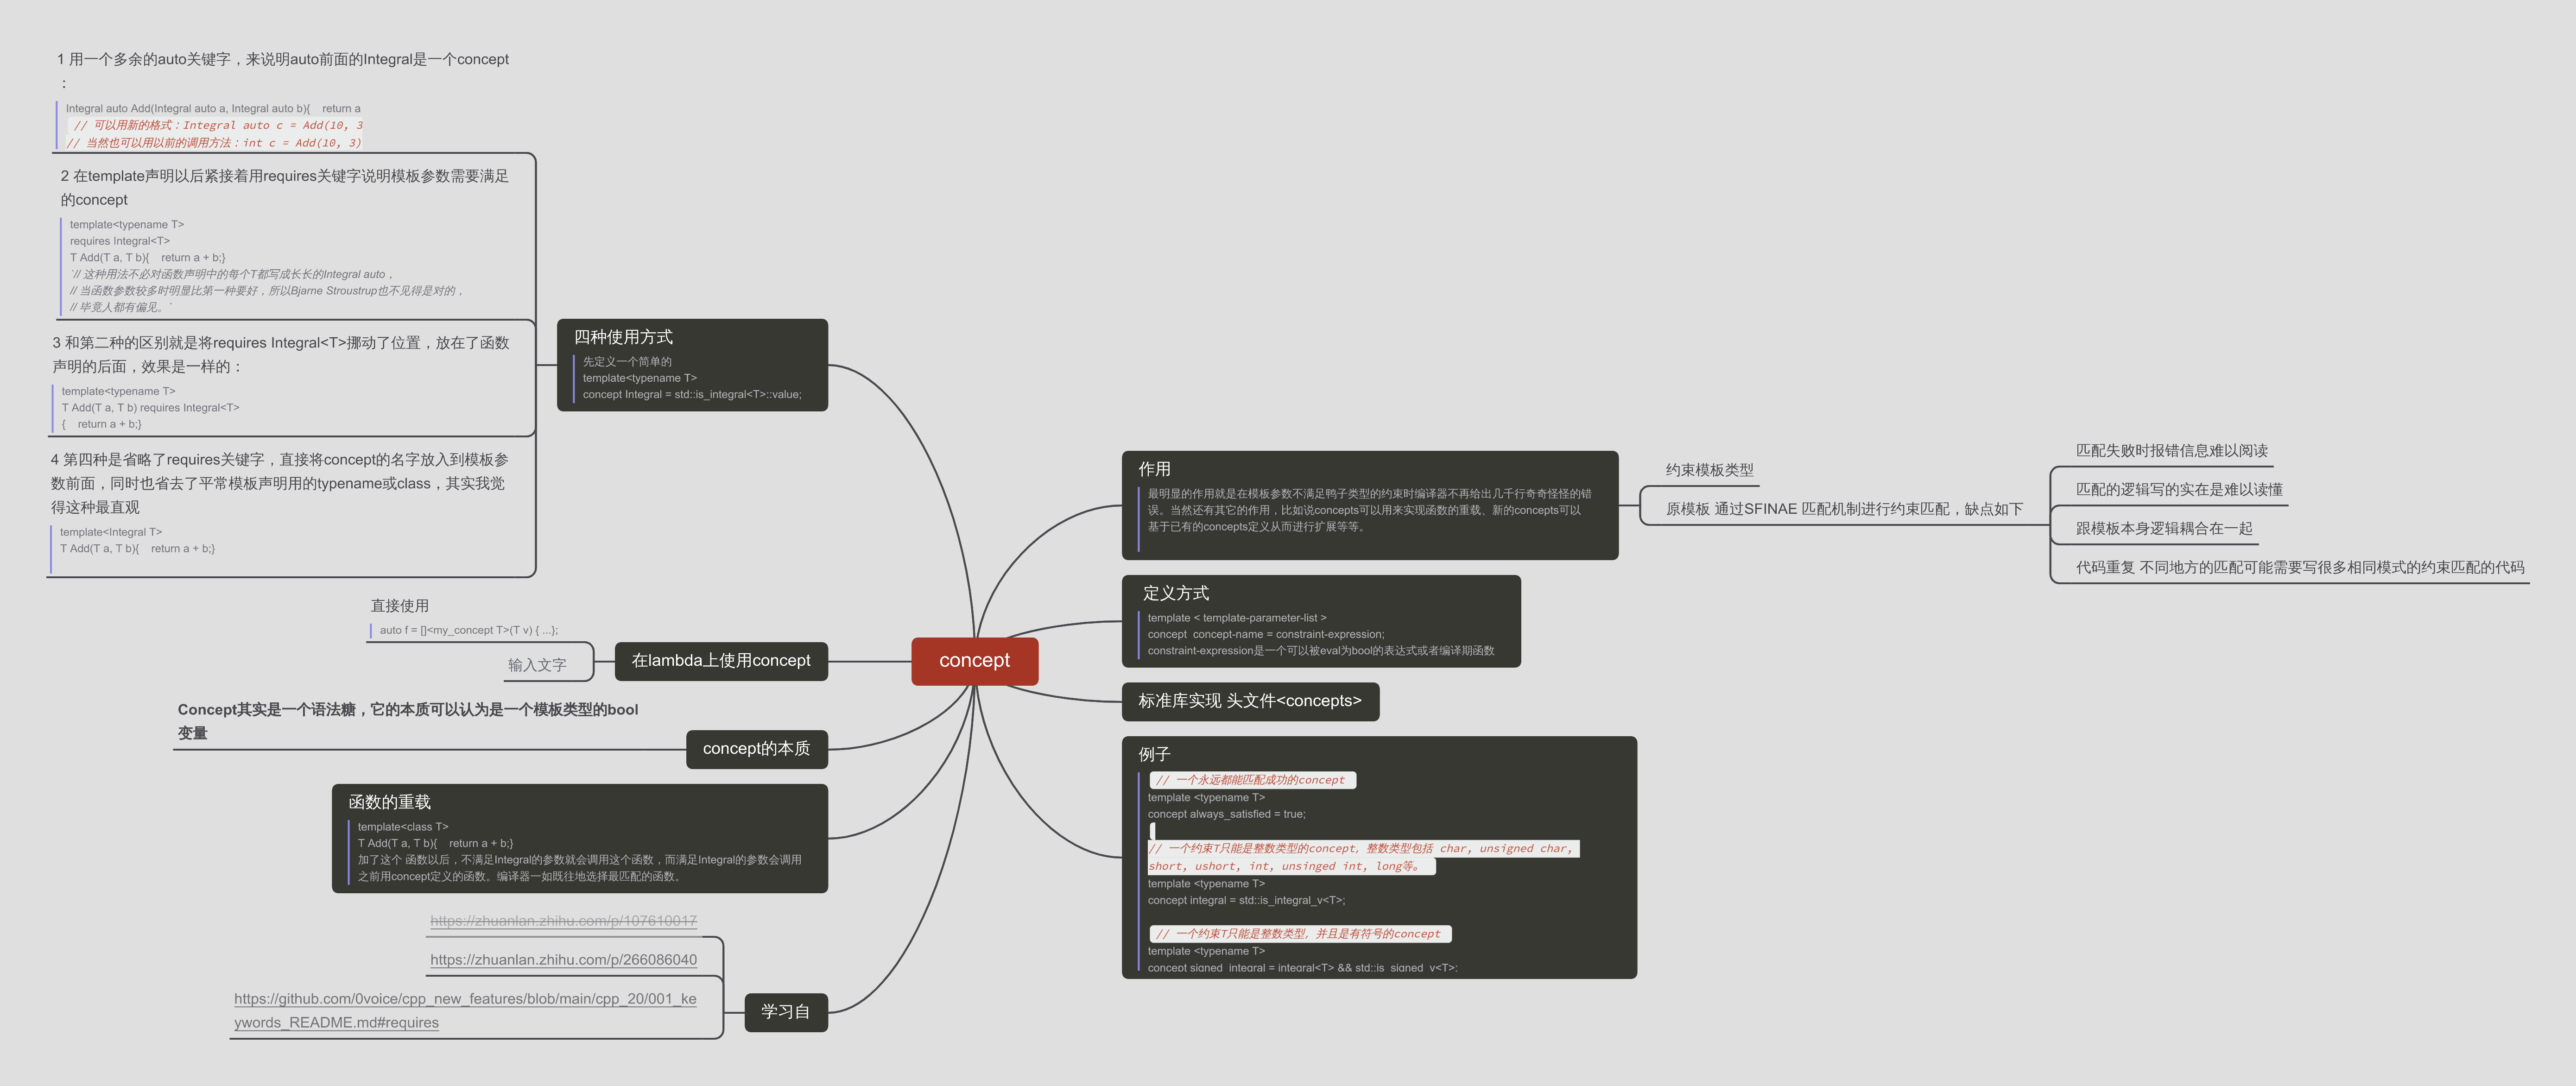 concept
作用
最明显的作用就是在模板参数不满足鸭子类型的约束时编译器不再给出几千行奇奇怪怪的错
误。当然还有其它的作用，比如说concepts可以用来实现函数的重载、新的concepts可以
基于已有的concepts定义从而进行扩展等等。
约束模板类型
原模板 通过SFINAE 匹配机制进行约束匹配，缺点如下
匹配失败时报错信息难以阅读
匹配的逻辑写的实在是难以读懂
跟模板本身逻辑耦合在一起
代码重复 不同地方的匹配可能需要写很多相同模式的约束匹配的代码
定义方式
template < template-parameter-list >
concept  concept-name = constraint-expression;
constraint-expression是一个可以被eval为bool的表达式或者编译期函数
标准库实现 头文件<concepts>
例子
// 一个永远都能匹配成功的concept
template <typename T>
concept always_satisfied = true;
// 一个约束T只能是整数类型的concept，整数类型包括 char, unsigned char,
short, ushort, int, unsinged int, long等。
template <typename T>
concept integral = std::is_integral_v<T>;
// 一个约束T只能是整数类型，并且是有符号的concept
template <typename T>
concept signed_integral = integral<T> && std::is_signed_v<T>;
四种使用方式
先定义一个简单的
template<typename T>
concept Integral = std::is_integral<T>::value;
1 用一个多余的auto关键字，来说明auto前面的Integral是一个concept
：
Integral auto Add(Integral auto a, Integral auto b){    return a
// 可以用新的格式：Integral auto c = Add(10, 3
// 当然也可以用以前的调用方法：int c = Add(10, 3)
2 在template声明以后紧接着用requires关键字说明模板参数需要满足
的concept
template<typename T>
requires Integral<T>
T Add(T a, T b){    return a + b;}
`// 这种用法不必对函数声明中的每个T都写成长长的Integral auto，
// 当函数参数较多时明显比第一种要好，所以Bjarne Stroustrup也不见得是对的，
// 毕竟人都有偏见。`
3 和第二种的区别就是将requires Integral<T>挪动了位置，放在了函数
声明的后面，效果是一样的：
template<typename T>
T Add(T a, T b) requires Integral<T>
{    return a + b;}
4 第四种是省略了requires关键字，直接将concept的名字放入到模板参
数前面，同时也省去了平常模板声明用的typename或class，其实我觉
得这种最直观
template<Integral T>
T Add(T a, T b){    return a + b;}
在lambda上使用concept
直接使用
auto f = []<my_concept T>(T v) { ...};
输入文字
concept的本质
Concept其实是一个语法糖，它的本质可以认为是一个模板类型的bool
变量
函数的重载
template<class T>
T Add(T a, T b){    return a + b;}
加了这个 函数以后，不满足Integral的参数就会调用这个函数，而满足Integral的参数会调用
之前用concept定义的函数。编译器一如既往地选择最匹配的函数。
学习自
https://zhuanlan.zhihu.com/p/107610017
https://zhuanlan.zhihu.com/p/266086040
https://github.com/0voice/cpp_new_features/blob/main/cpp_20/001_ke
ywords_README.md#requires